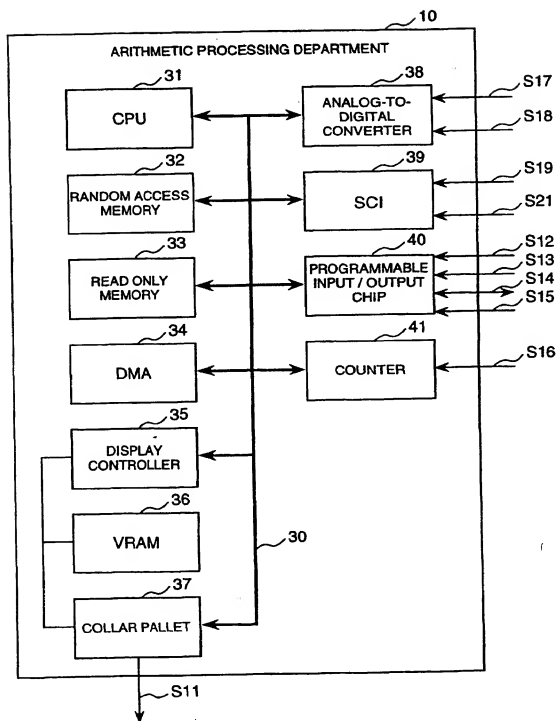 10
ARITHMETIC PROCESSING DEPARTMENT
31
CPU
32
RANDOM ACCESS
MEMORY
33
READ ONLY
MEMORY
34
DMA
35
DISPLAY
CONTROLLER
36
VRAM
37
COLLAR PALLET
S11
30
38
ANALOG-TO-
DIGITAL
CONVERTER
39
SCI
40
PROGRAMMABLE
INPUT / OUTPUT
CHIP
41
COUNTER
S17
S18
S19
S21
S12
S13
S14
S15
S16